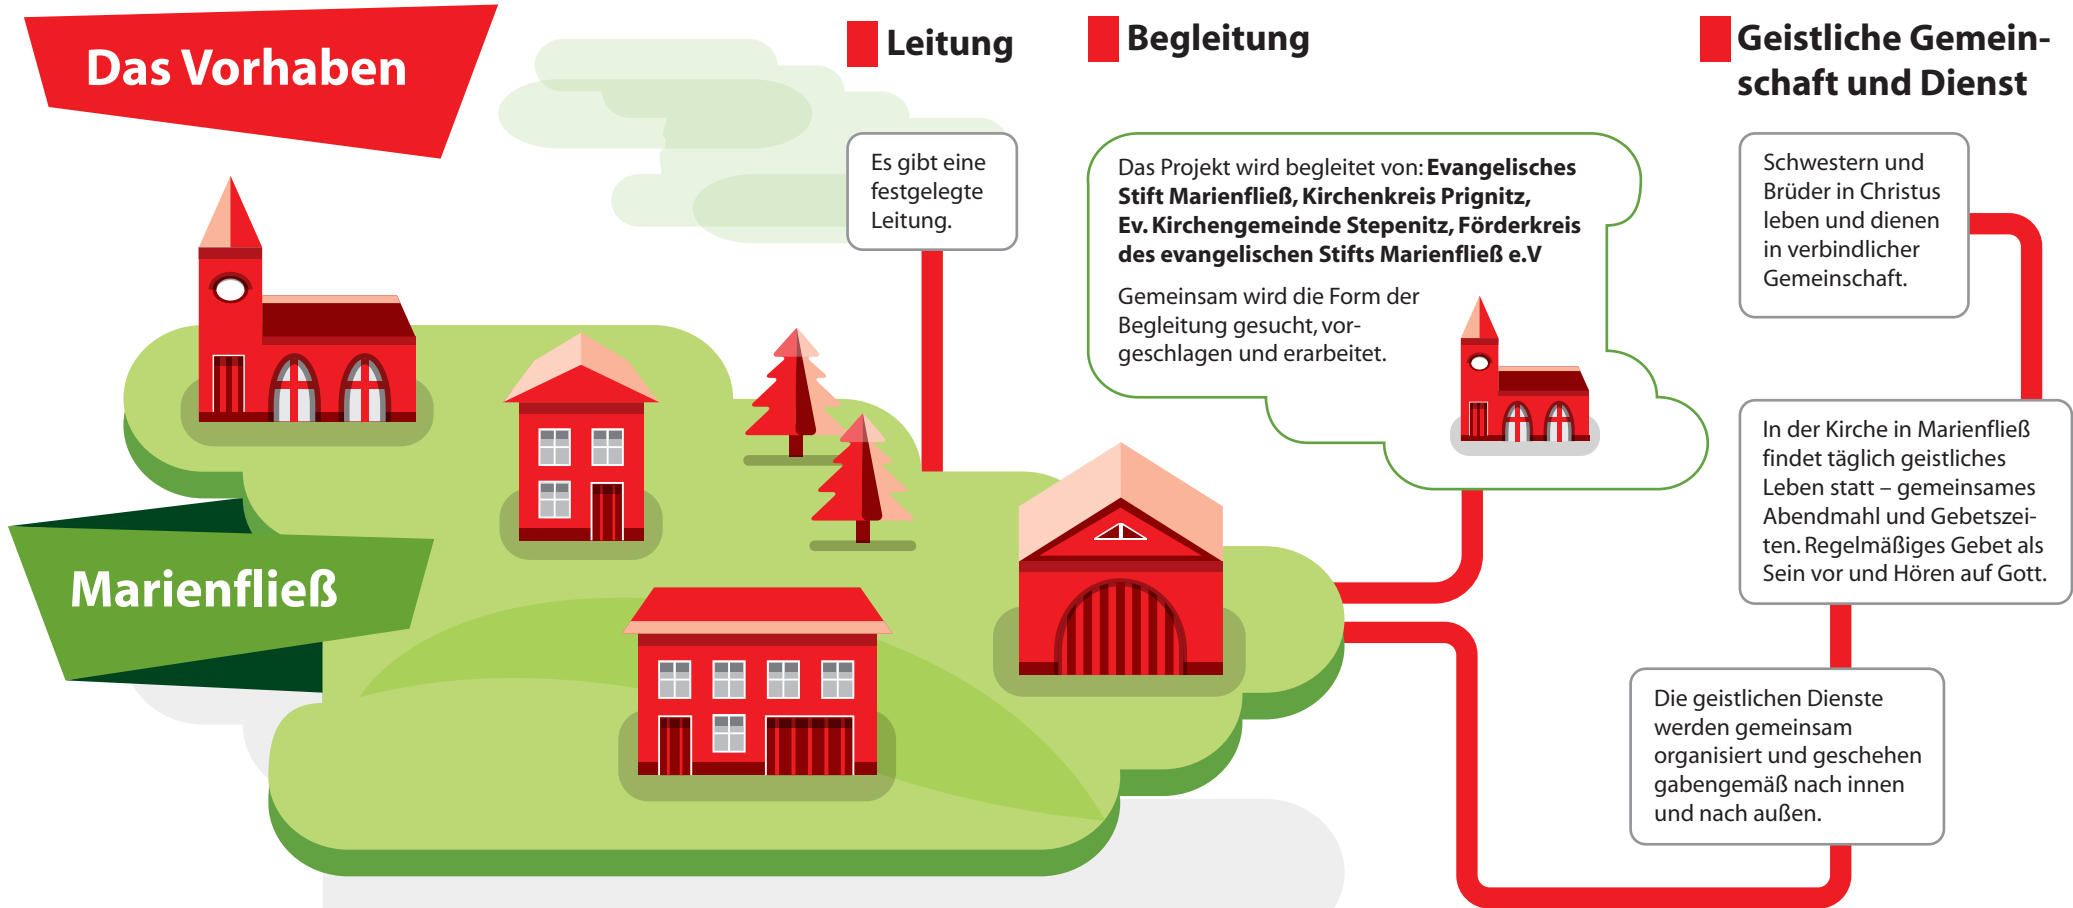 Das Vorhaben
Marienfließ
Leitung
Es gibt eine
festgelegte
Leitung.
Begleitung
Das Projekt wird begleitet von: Evangelisches
Stift Marienfließ, Kirchenkreis Prignitz,
Ev. Kirchengemeinde Stepenitz, Förderkreis
des evangelischen Stifts Marienfließ e.V
Gemeinsam wird die Form der
Begleitung gesucht, vor-
geschlagen und erarbeitet.
Geistliche Gemein-
schaft und Dienst
Schwestern und
Brüder in Christus
leben und dienen
in verbindlicher
Gemeinschaft.
In der Kirche in Marienfließ
findet täglich geistliches
Leben statt – gemeinsames
Abendmahl und Gebetszei-
ten. Regelmäßiges Gebet als
Sein vor und Hören auf Gott.
Die geistlichen Dienste
werden gemeinsam
organisiert und geschehen
gabengemäß nach innen
und nach außen.